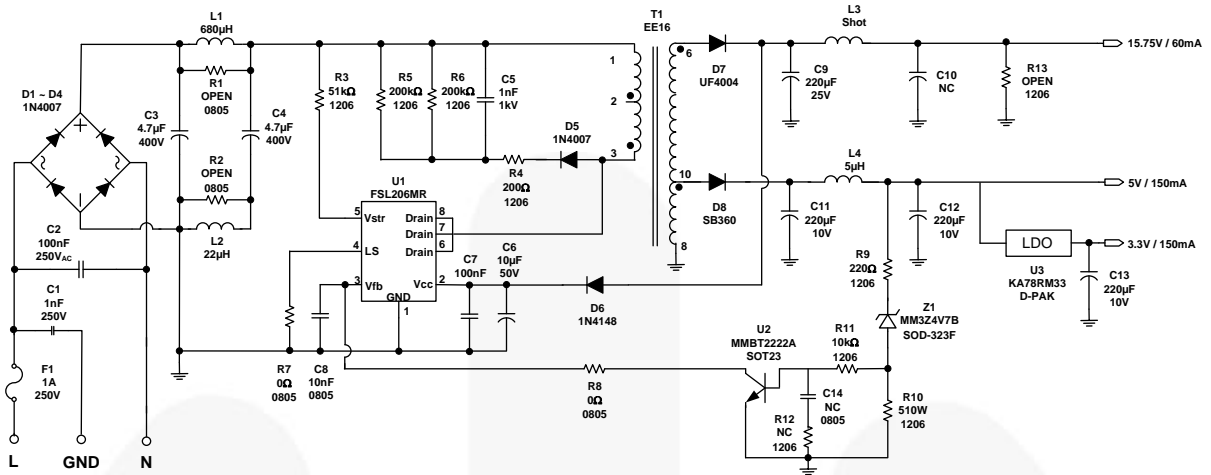 L1
680µH
R1
OPEN
0805
D1 ~ D4
1N4007
C3
4.7µF
400V
C4
4.7µF
400V
R2
OPEN
0805
L2
22µH
C2
100nF
250VAC
C1
1nF
250V
F1
1A
250V
L
GND
N
R3
51kΩ
1206
R5
200kΩ
1206
R6
200kΩ
1206
C5
1nF
1kV
D5
1N4007
R4
200Ω
1206
U1
FSL206MR
5
Vstr
Drain
8
Drain
7
4
LS
Drain
6
3
Vfb
Vcc
2
GND
1
C7
100nF
C6
10µF
50V
D6
1N4148
R7
0Ω
0805
C8
10nF
0805
R8
0Ω
0805
T1
EE16
1
2
3
6
10
8
D7
UF4004
C9
220µF
25V
L3
Shot
C10
NC
R13
OPEN
1206
15.75V / 60mA
D8
SB360
C11
220µF
10V
L4
5µH
C12
220µF
10V
5V / 150mA
LDO
U3
KA78RM33
D-PAK
3.3V / 150mA
C13
220µF
10V
R9
220Ω
1206
Z1
MM3Z4V7B
SOD-323F
U2
MMBT2222A
SOT23
R11
10kΩ
1206
C14
NC
0805
R12
NC
1206
R10
510W
1206